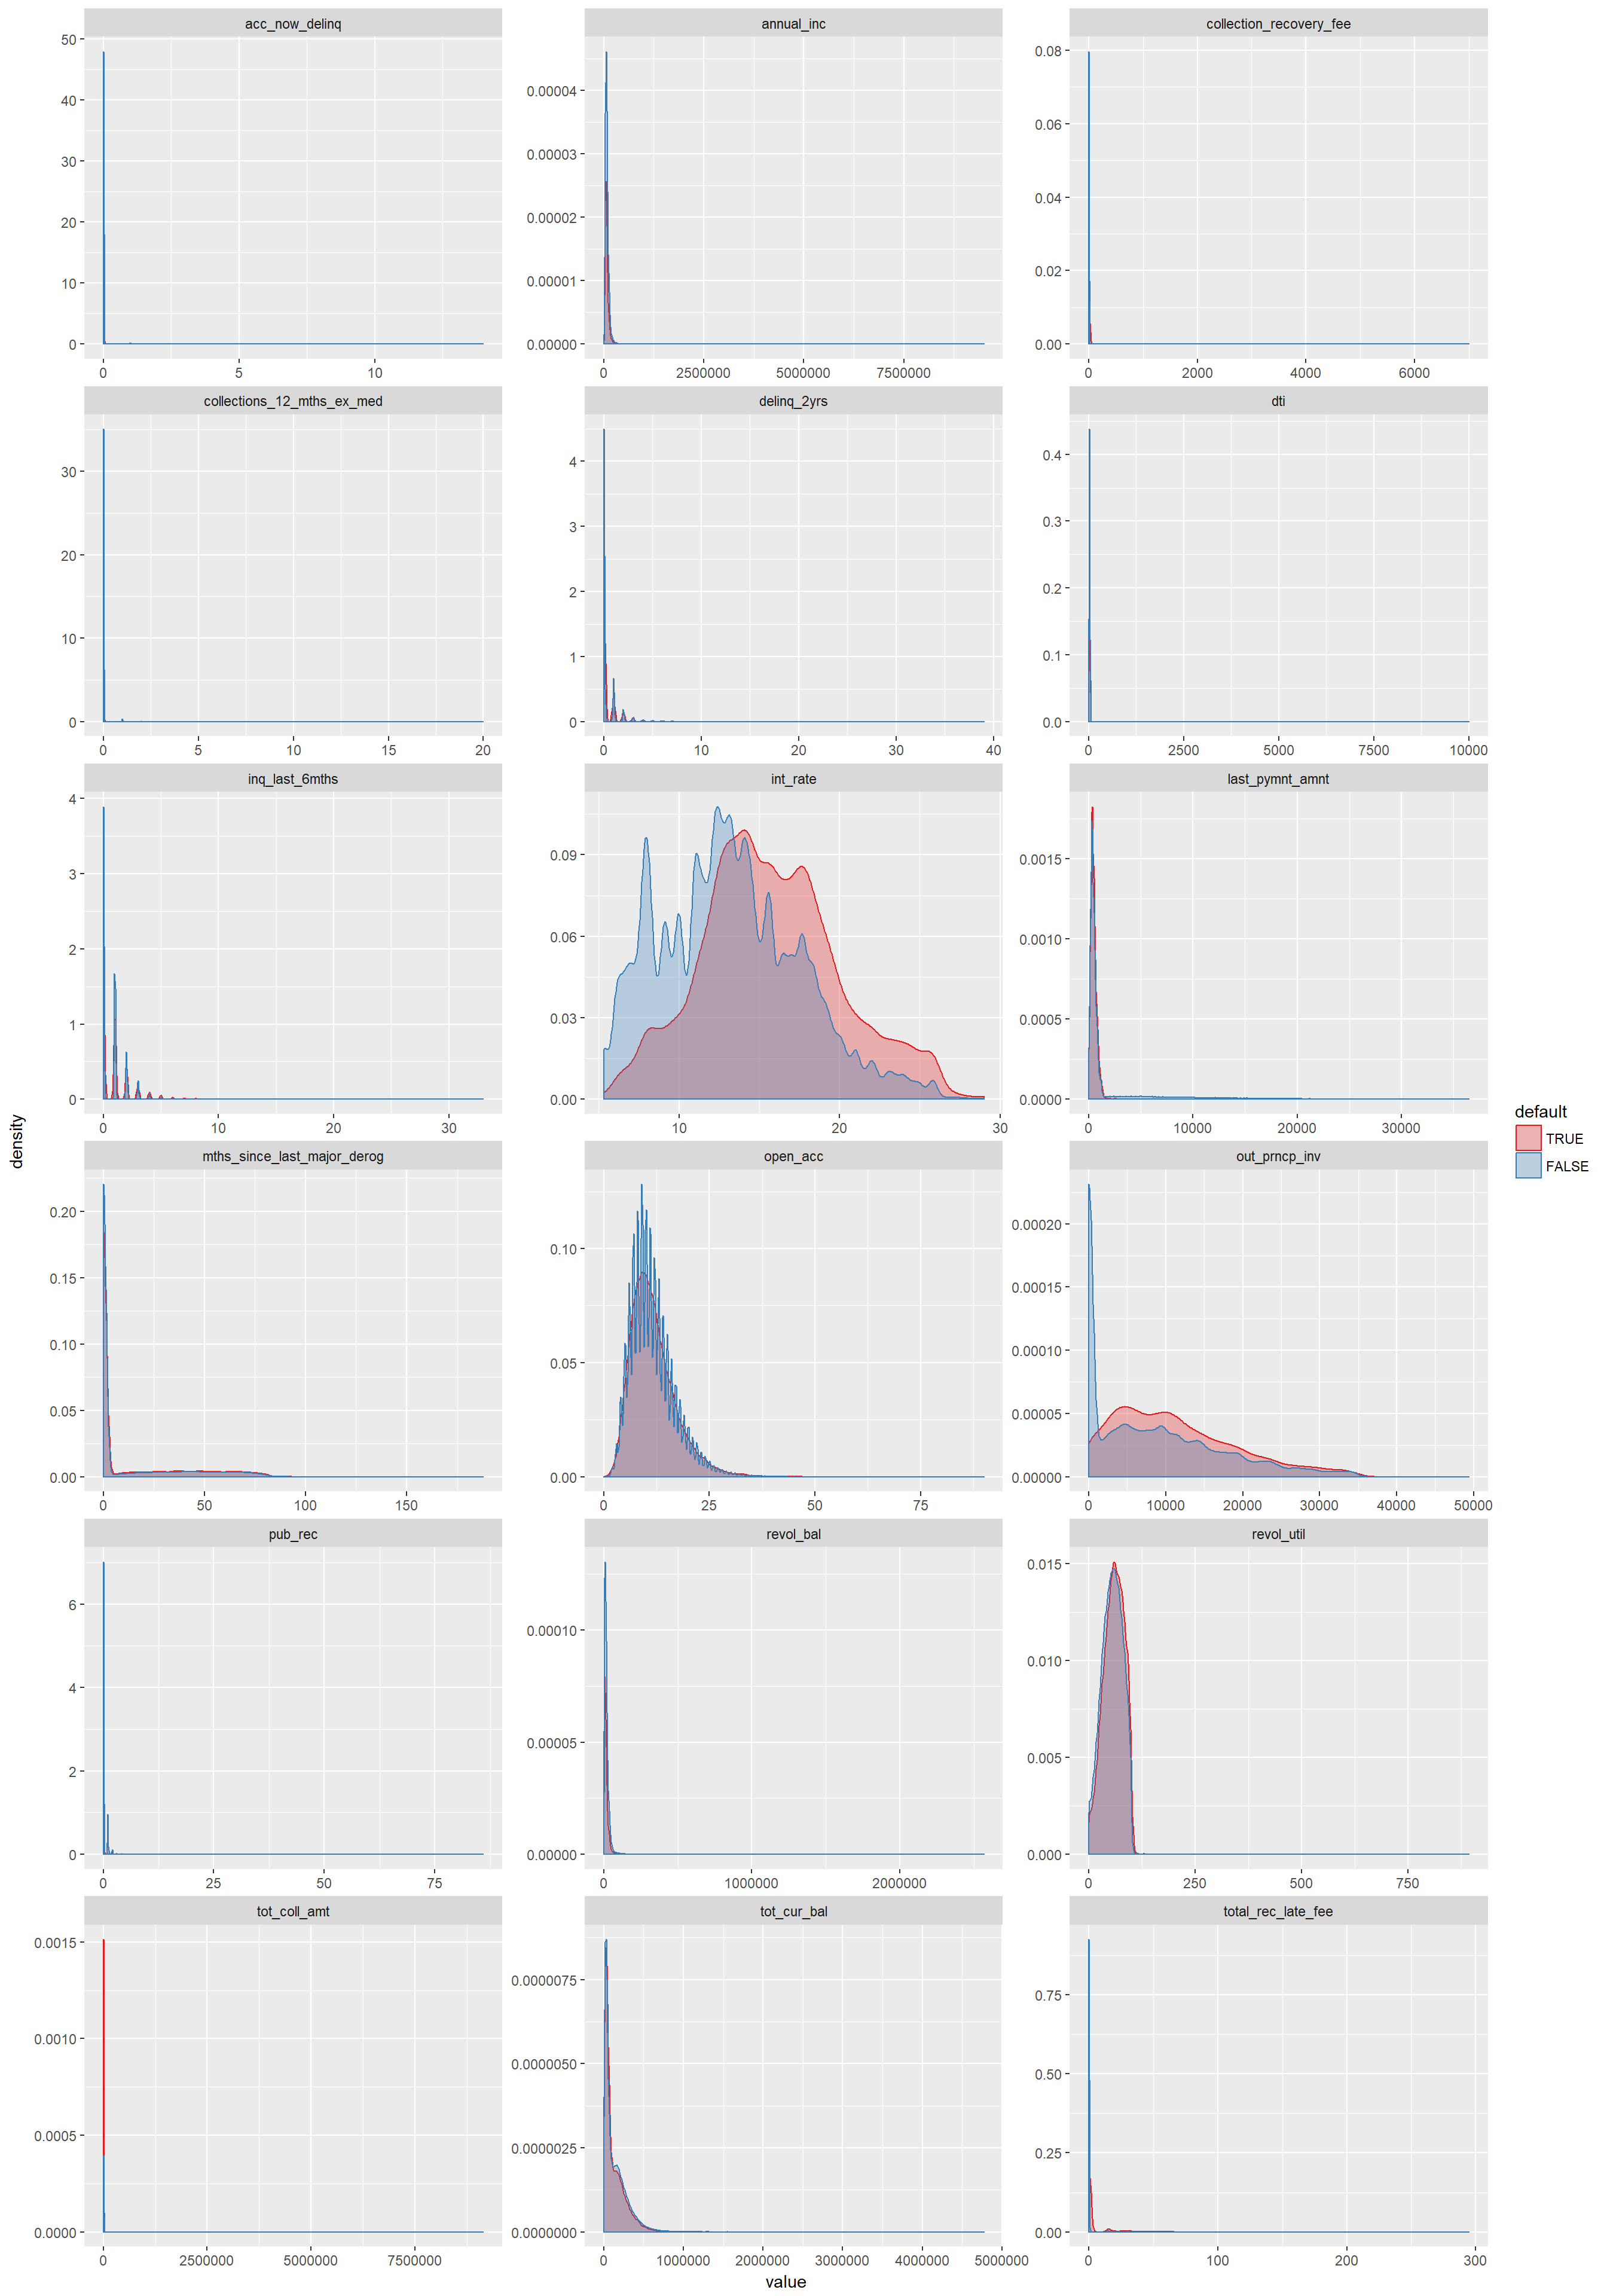 acc_now_delinq
annual_inc
collection_recovery_fee
50
40
30
20
10
0
0.00004
0.00003
0.00002
0.00001
0.00000
0.08
0.06
0.04
0.02
0.00
0 5 10
0 2500000 5000000 7500000
0 2000 4000 6000
collections_12_mths_ex_med
delinq_2yrs
dti
30
20
10
0
4
3
2
1
0
0.4
0.3
0.2
0.1
0.0
0 5 10 15 20
0 10 20 30 40
0 2500 5000 7500 10000
inq_last_6mths
int_rate
last_pymnt_amnt
4
3
2
1
0
0.09
0.06
0.03
0.00
0.0015
0.0010
0.0005
0.0000
0 10 20 30
10 20 30
0 10000 20000 30000
mths_since_last_major_derog
open_acc
out_prncp_inv
0.20
0.15
0.10
0.05
0.00
0.10
0.05
0.00
0.00020
0.00015
0.00010
0.00005
0.00000
0 50 100 150
0 25 50 75
0 10000 20000 30000 40000 50000
pub_rec
revol_bal
revol_util
6
4
2
0
0.00010
0.00005
0.00000
0.015
0.010
0.005
0.000
0 25 50 75
0 1000000 2000000
0 250 500 750
tot_coll_amt
tot_cur_bal
total_rec_late_fee
0.0015
0.0010
0.0005
0.0000
0.0000075
0.0000050
0.0000025
0.0000000
0.75
0.50
0.25
0.00
0 2500000 5000000 7500000
0 1000000 2000000 3000000 4000000 5000000
0 100 200 300
value
density
default
TRUE
FALSE